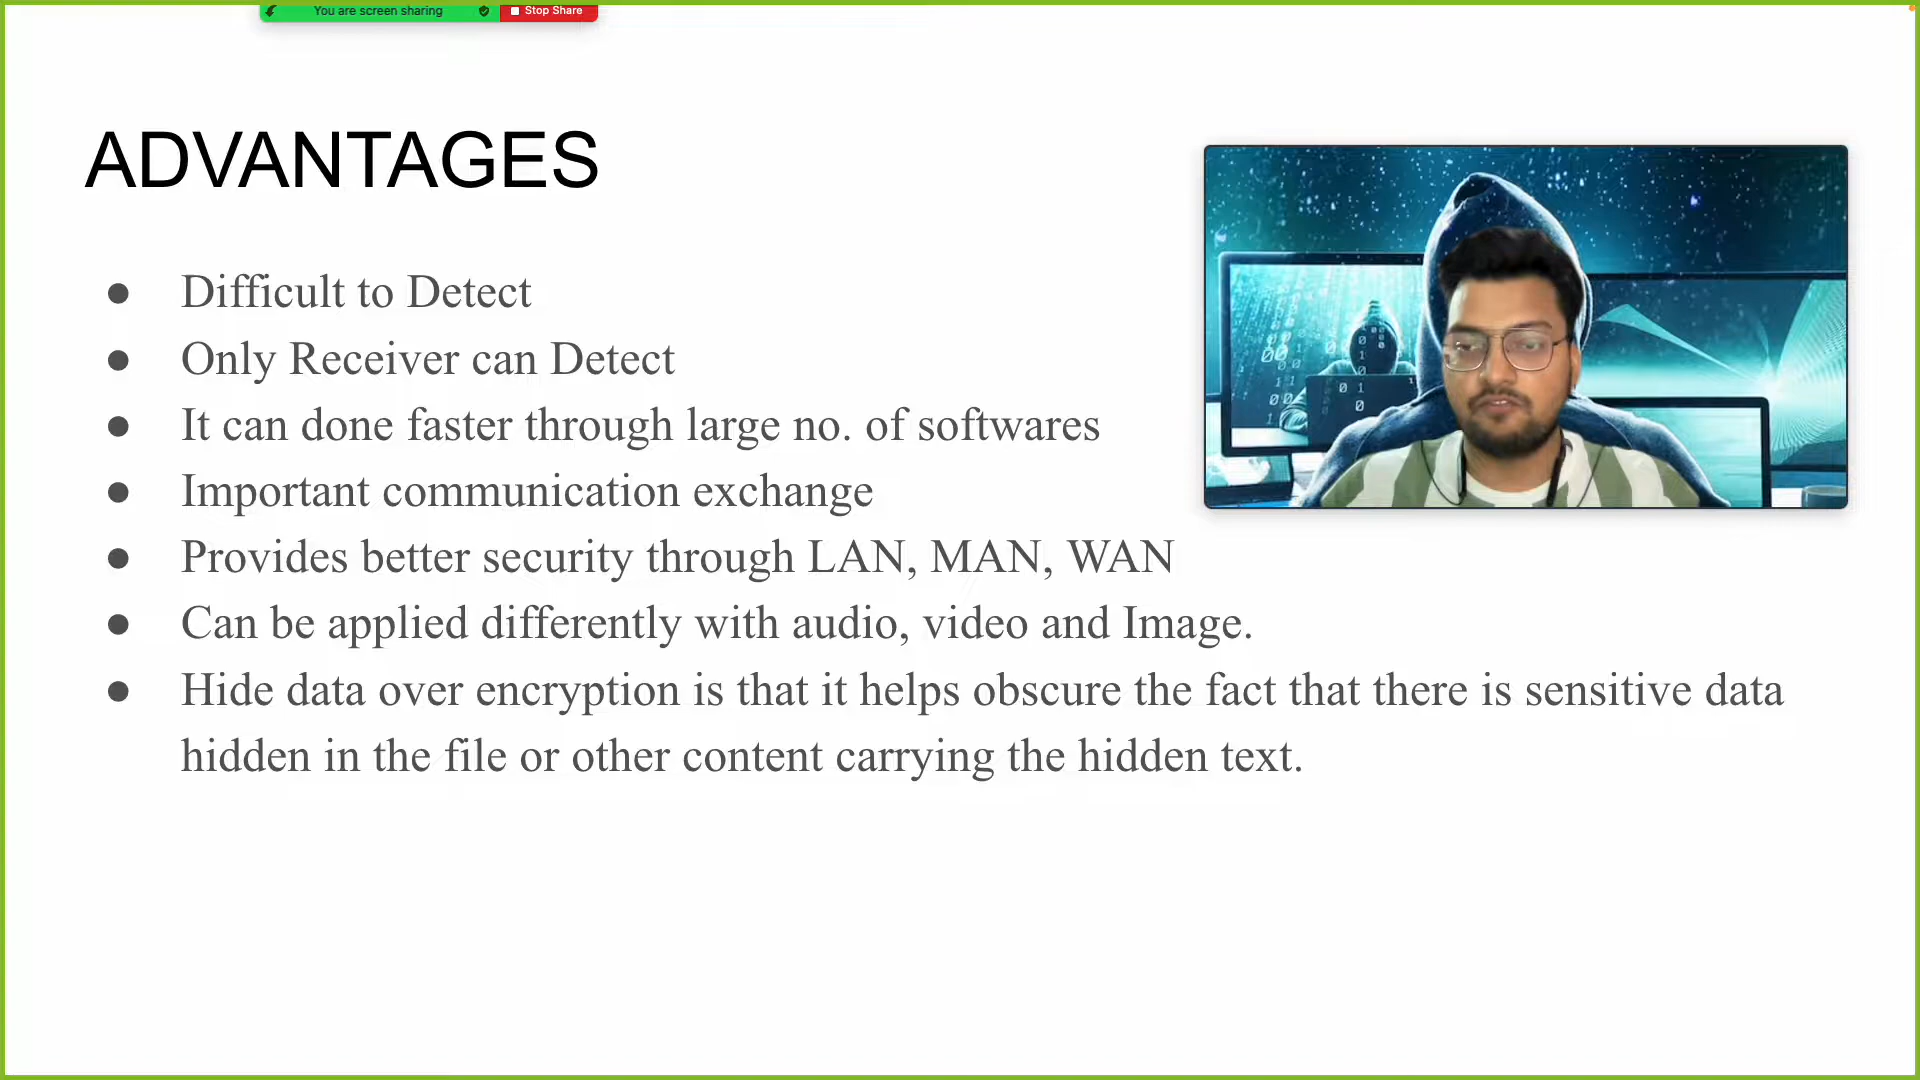 You are screen sharing Stop Share
ADVANTAGES
● Difficult to Detect
● Only Receiver can Detect
● It can done faster through large no. of softwares
● Important communication exchange
● Provides better security through LAN, MAN, WAN
● Can be applied differently with audio, video and Image.
● Hide data over encryption is that it helps obscure the fact that there is sensitive data
hidden in the file or other content carrying the hidden text.